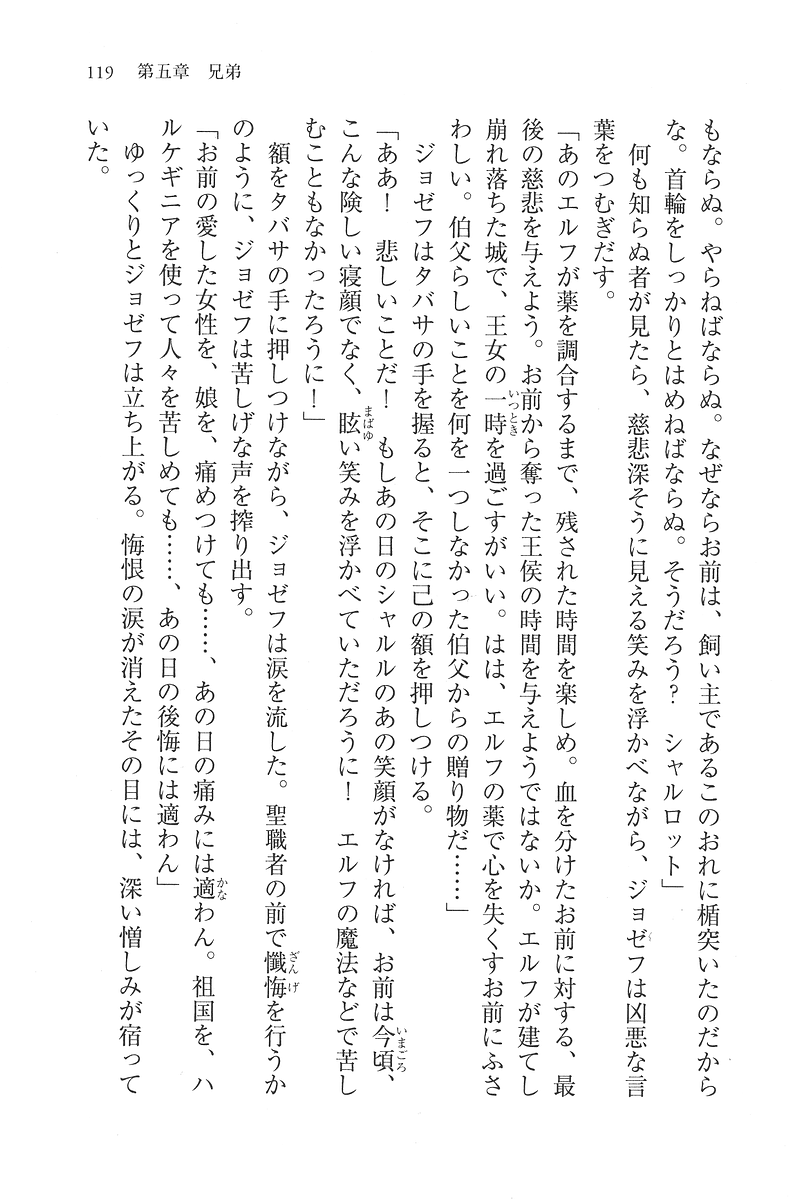 119 第五章 兄弟
もならぬ。やらねばならぬ。なぜならお前は、飼い主であるこのおれに楯突いたのだから
な。首輪をしっかりとはめねばならぬ。そうだろう? シャルロット」
何も知らぬ者が見たら、慈悲深そうに見える笑みを浮かべながら、ジョゼフは凶悪な言
葉をつむぎだす。
「あのエルフが薬を調合するまで、残された時間を楽しめ。血を分けたお前に対する、最
後の慈悲を与えよう。お前から奪った王侯の時間を与えようではないか。エルフが建てし
崩れ落ちた城で、王女の一時を過ごすがいい。はは、エルフの薬で心を失くすお前にふさ
わしい。伯父らしいことを何を一つしなかった伯父からの贈り物だ……」
ジョゼフはタバサの手を握ると、そこに己の額を押しつける。
「ああ! 悲しいことだ! もしあの日のシャルルのあの笑顔がなければ、お前は今頃、
こんな険しい寝顔でなく、眩い笑みを浮かべていただろうに! エルフの魔法などで苦し
むこともなかったろうに!」
額をタバサの手に押しつけながら、ジョゼフは涙を流した。聖職者の前で懺悔を行うか
のように、ジョゼフは苦しげな声を搾り出す。
「お前の愛した女性を、娘を、痛めつけても……、あの日の痛みには適わん。祖国を、ハ
ルケギニアを使って人々を苦しめても……、あの日の後悔には適わん」
ゆっくりとジョゼフは立ち上がる。悔恨の涙が消えたその目には、深い憎しみが宿って
いた。